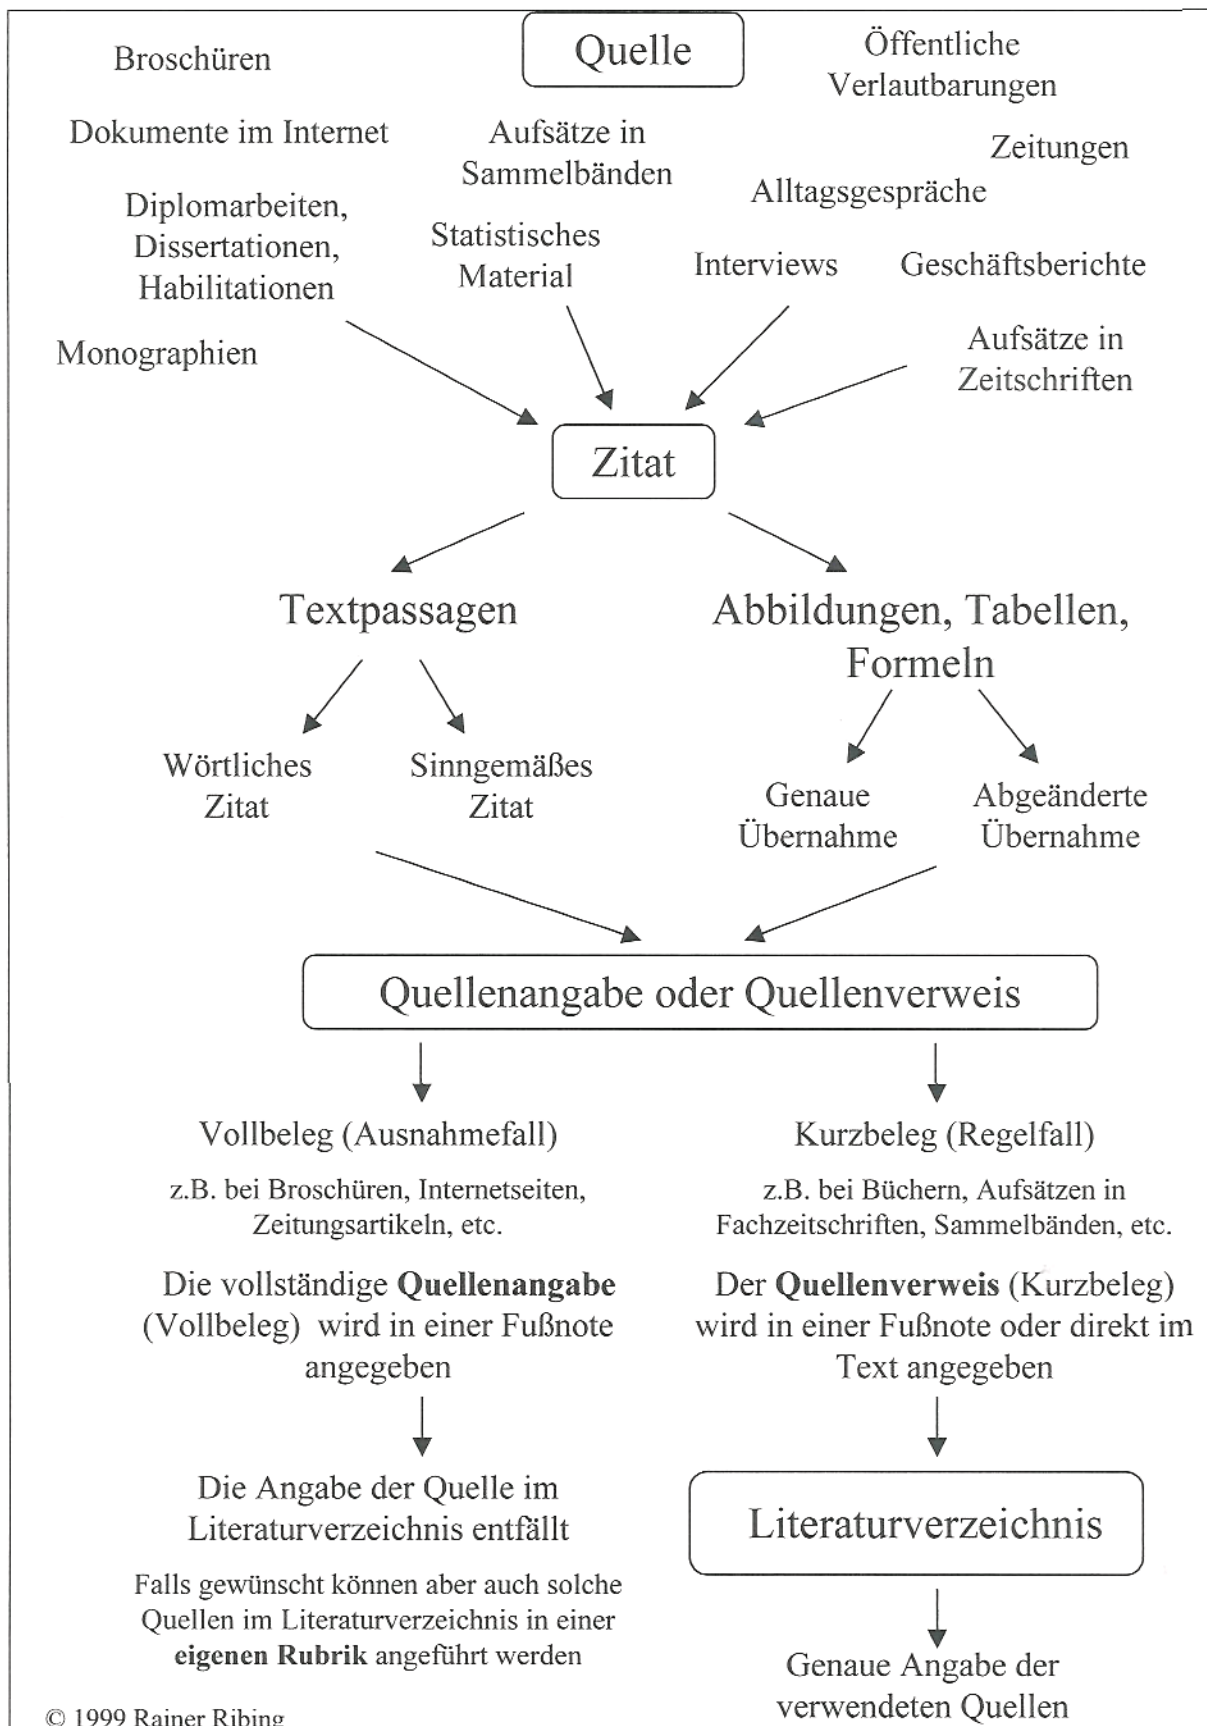 Quelle
Broschüren
Öffentliche
Verlautbarungen
Dokumente im Internet
Aufsätze in
Sammelbänden
Zeitungen
Alltagsgespräche
Diplomarbeiten,
Dissertationen,
Habilitationen
Statistisches
Material
Interviews
Geschäftsberichte
Monographien
Aufsätze in
Zeitschriften
Zitat
Textpassagen
Abbildungen, Tabellen,
Formeln
Wörtliches
Zitat
Sinngemäßes
Zitat
Genaue
Übernahme
Abgeänderte
Übernahme
Quellenangabe oder Quellenverweis
Vollbeleg (Ausnahmefall)
z.B. bei Broschüren, Internetseiten,
Zeitungsartikeln, etc.
Die vollständige Quellenangabe
(Vollbeleg) wird in einer Fußnote
angegeben
Die Angabe der Quelle im
Literaturverzeichnis entfällt
Falls gewünscht können aber auch solche
Quellen im Literaturverzeichnis in einer
eigenen Rubrik angeführt werden
Kurzbeleg (Regelfall)
z.B. bei Büchern, Aufsätzen in
Fachzeitschriften, Sammelbänden, etc.
Der Quellenverweis (Kurzbeleg)
wird in einer Fußnote oder direkt im
Text angegeben
Literaturverzeichnis
Genaue Angabe der
verwendeten Quellen
© 1999 Rainer Ribing